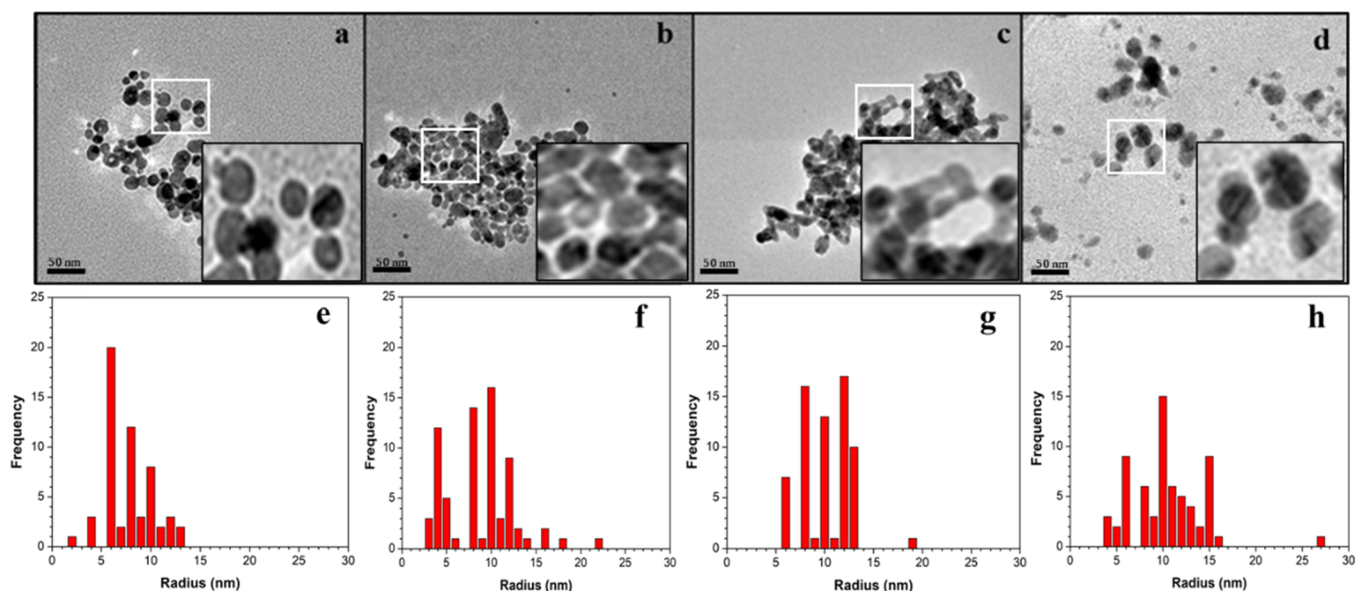 a b c d
50 nm 50 nm 50 nm 50 nm
e f g h
25 25 25 25
20 20 20 20
15 15 15 15
10 10 10 10
5 5 5 5
0 0 0 0
Frequency Frequency Frequency Frequency
0 5 10 15 20 25 30 0 5 10 15 20 25 30 0 5 10 15 20 25 30 0 5 10 15 20 25 30
Radius (nm) Radius (nm) Radius (nm) Radius (nm)